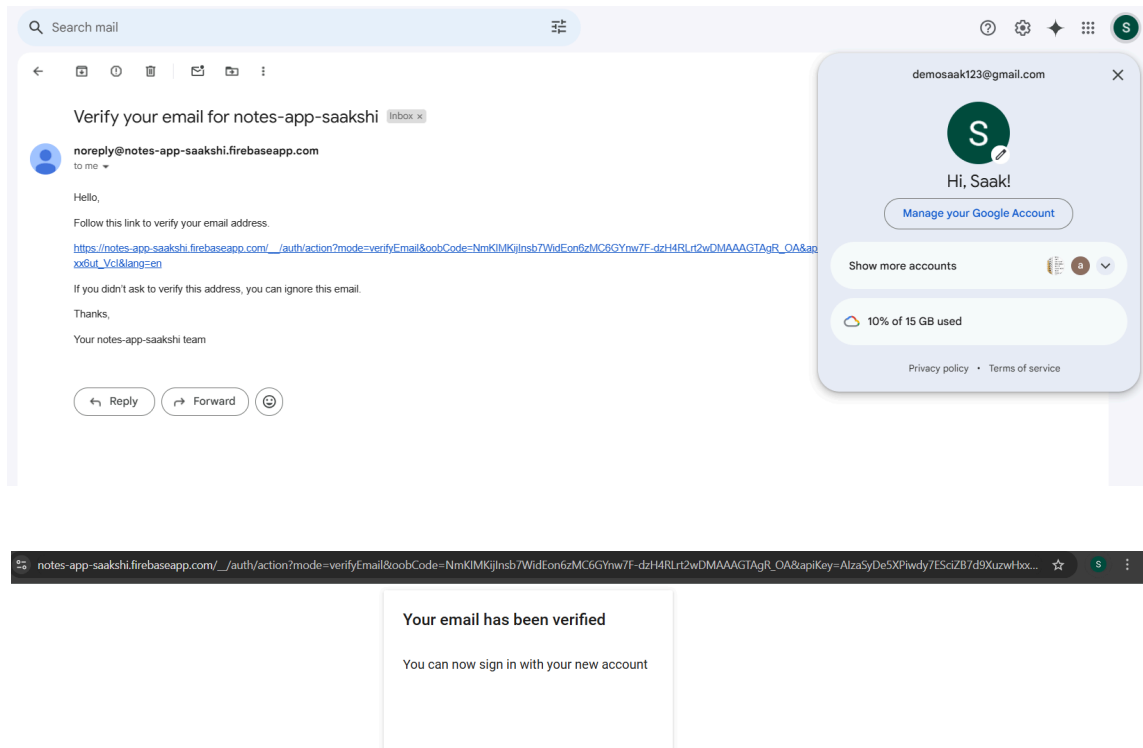 Search mail
S
demosaak123@gmail.com
Verify your email for notes-app-saakshi Inbox ×
S
noreply@notes-app-saakshi.firebaseapp.com
to me
Hi, Saak!
Hello,
Manage your Google Account
Follow this link to verify your email address.
https://notes-app-saakshi.firebaseapp.com/__/auth/action?mode=verifyEmail&oobCode=NmKIMKijInsb7WidEon6zMC6GYnw7F-dzH4RLrt2wDMAAAGTAgR_OA&ap
xx6ut_VcI&lang=en
Show more accounts a
If you didn't ask to verify this address, you can ignore this email.
Thanks,
10% of 15 GB used
Your notes-app-saakshi team
Privacy policy • Terms of service
Reply Forward
notes-app-saakshi.firebaseapp.com/__/auth/action?mode=verifyEmail&oobCode=NmKIMKijInsb7WidEon6zMC6GYnw7F-dzH4RLrt2wDMAAAGTAgR_OA&apiKey=AIzaSyDe5XPiwdy7ESciZB7d9XuzwHxx... S
Your email has been verified
You can now sign in with your new account